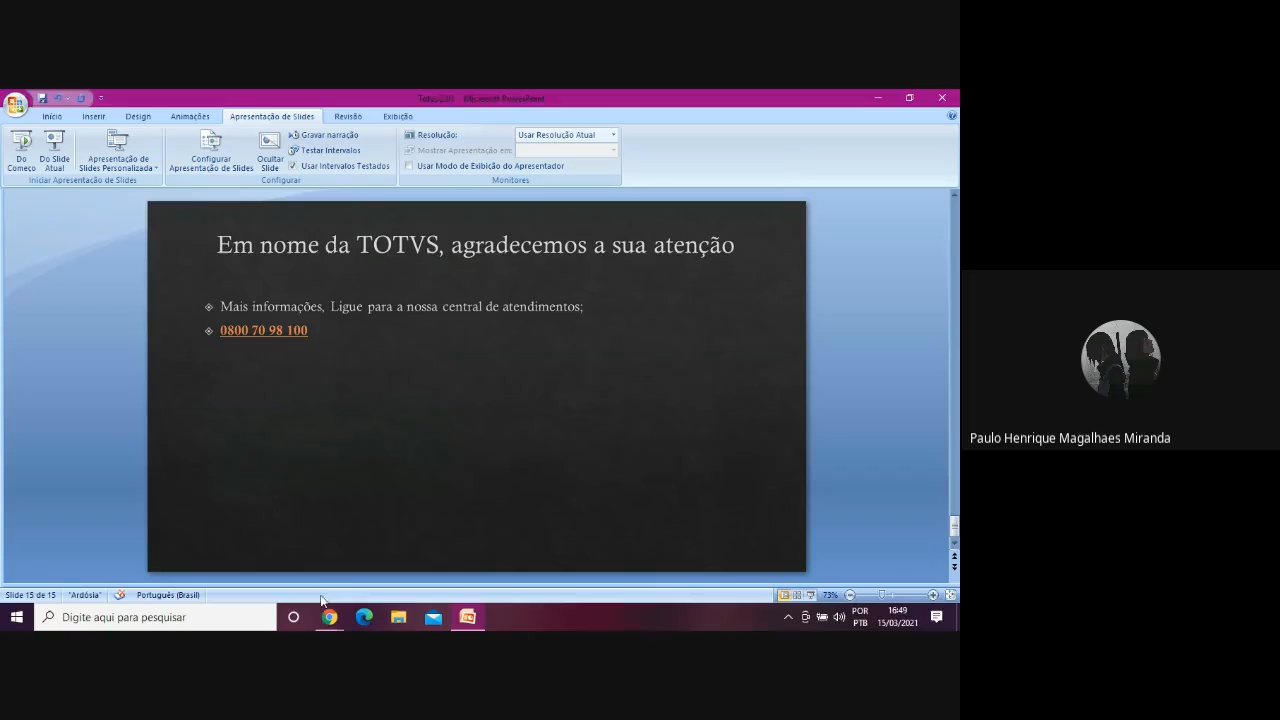 Microsoft PowerPoint
Início Inserir Design Animações Apresentação de Slides Revisão Exibição
Do Começo
Do Slide Atual
Apresentação de Slides Personalizada
Iniciar Apresentação de Slides
Configurar Apresentação de Slides
Ocultar Slide
Gravar narração
Testar Intervalos
Usar Intervalos Testados
Configurar
Resolução: Usar Resolução Atual
Mostrar Apresentação em:
Usar Modo de Exibição do Apresentador
Monitores
Em nome da TOTVS, agradecemos a sua atenção
Mais informações, Ligue para a nossa central de atendimentos;
0800 70 98 100
Paulo Henrique Magalhaes Miranda
Slide 15 de 15 "Ardósia" Português (Brasil) 73%
Digite aqui para pesquisar
POR
PTB
16:49
15/03/2021